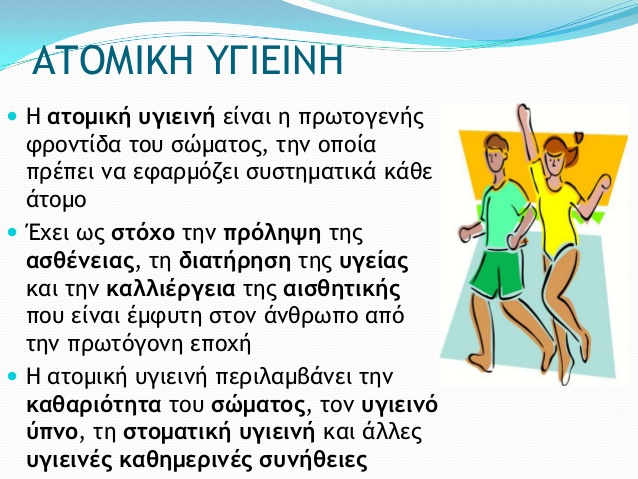 ΑΤΟΜΙΚΗ ΥΓΙΕΙΝΗ
• Η ατομική υγιεινή είναι η πρωτογενής
φροντίδα του σώματος, την οποία
πρέπει να εφαρμόζει συστηματικά κάθε
άτομο
• Έχει ως στόχο την πρόληψη της
ασθένειας, τη διατήρηση της υγείας
και την καλλιέργεια της αισθητικής
που είναι έμφυτη στον άνθρωπο από
την πρωτόγονη εποχή
• Η ατομική υγιεινή περιλαμβάνει την
καθαριότητα του σώματος, τον υγιεινό
ύπνο, τη στοματική υγιεινή και άλλες
υγιεινές καθημερινές συνήθειες